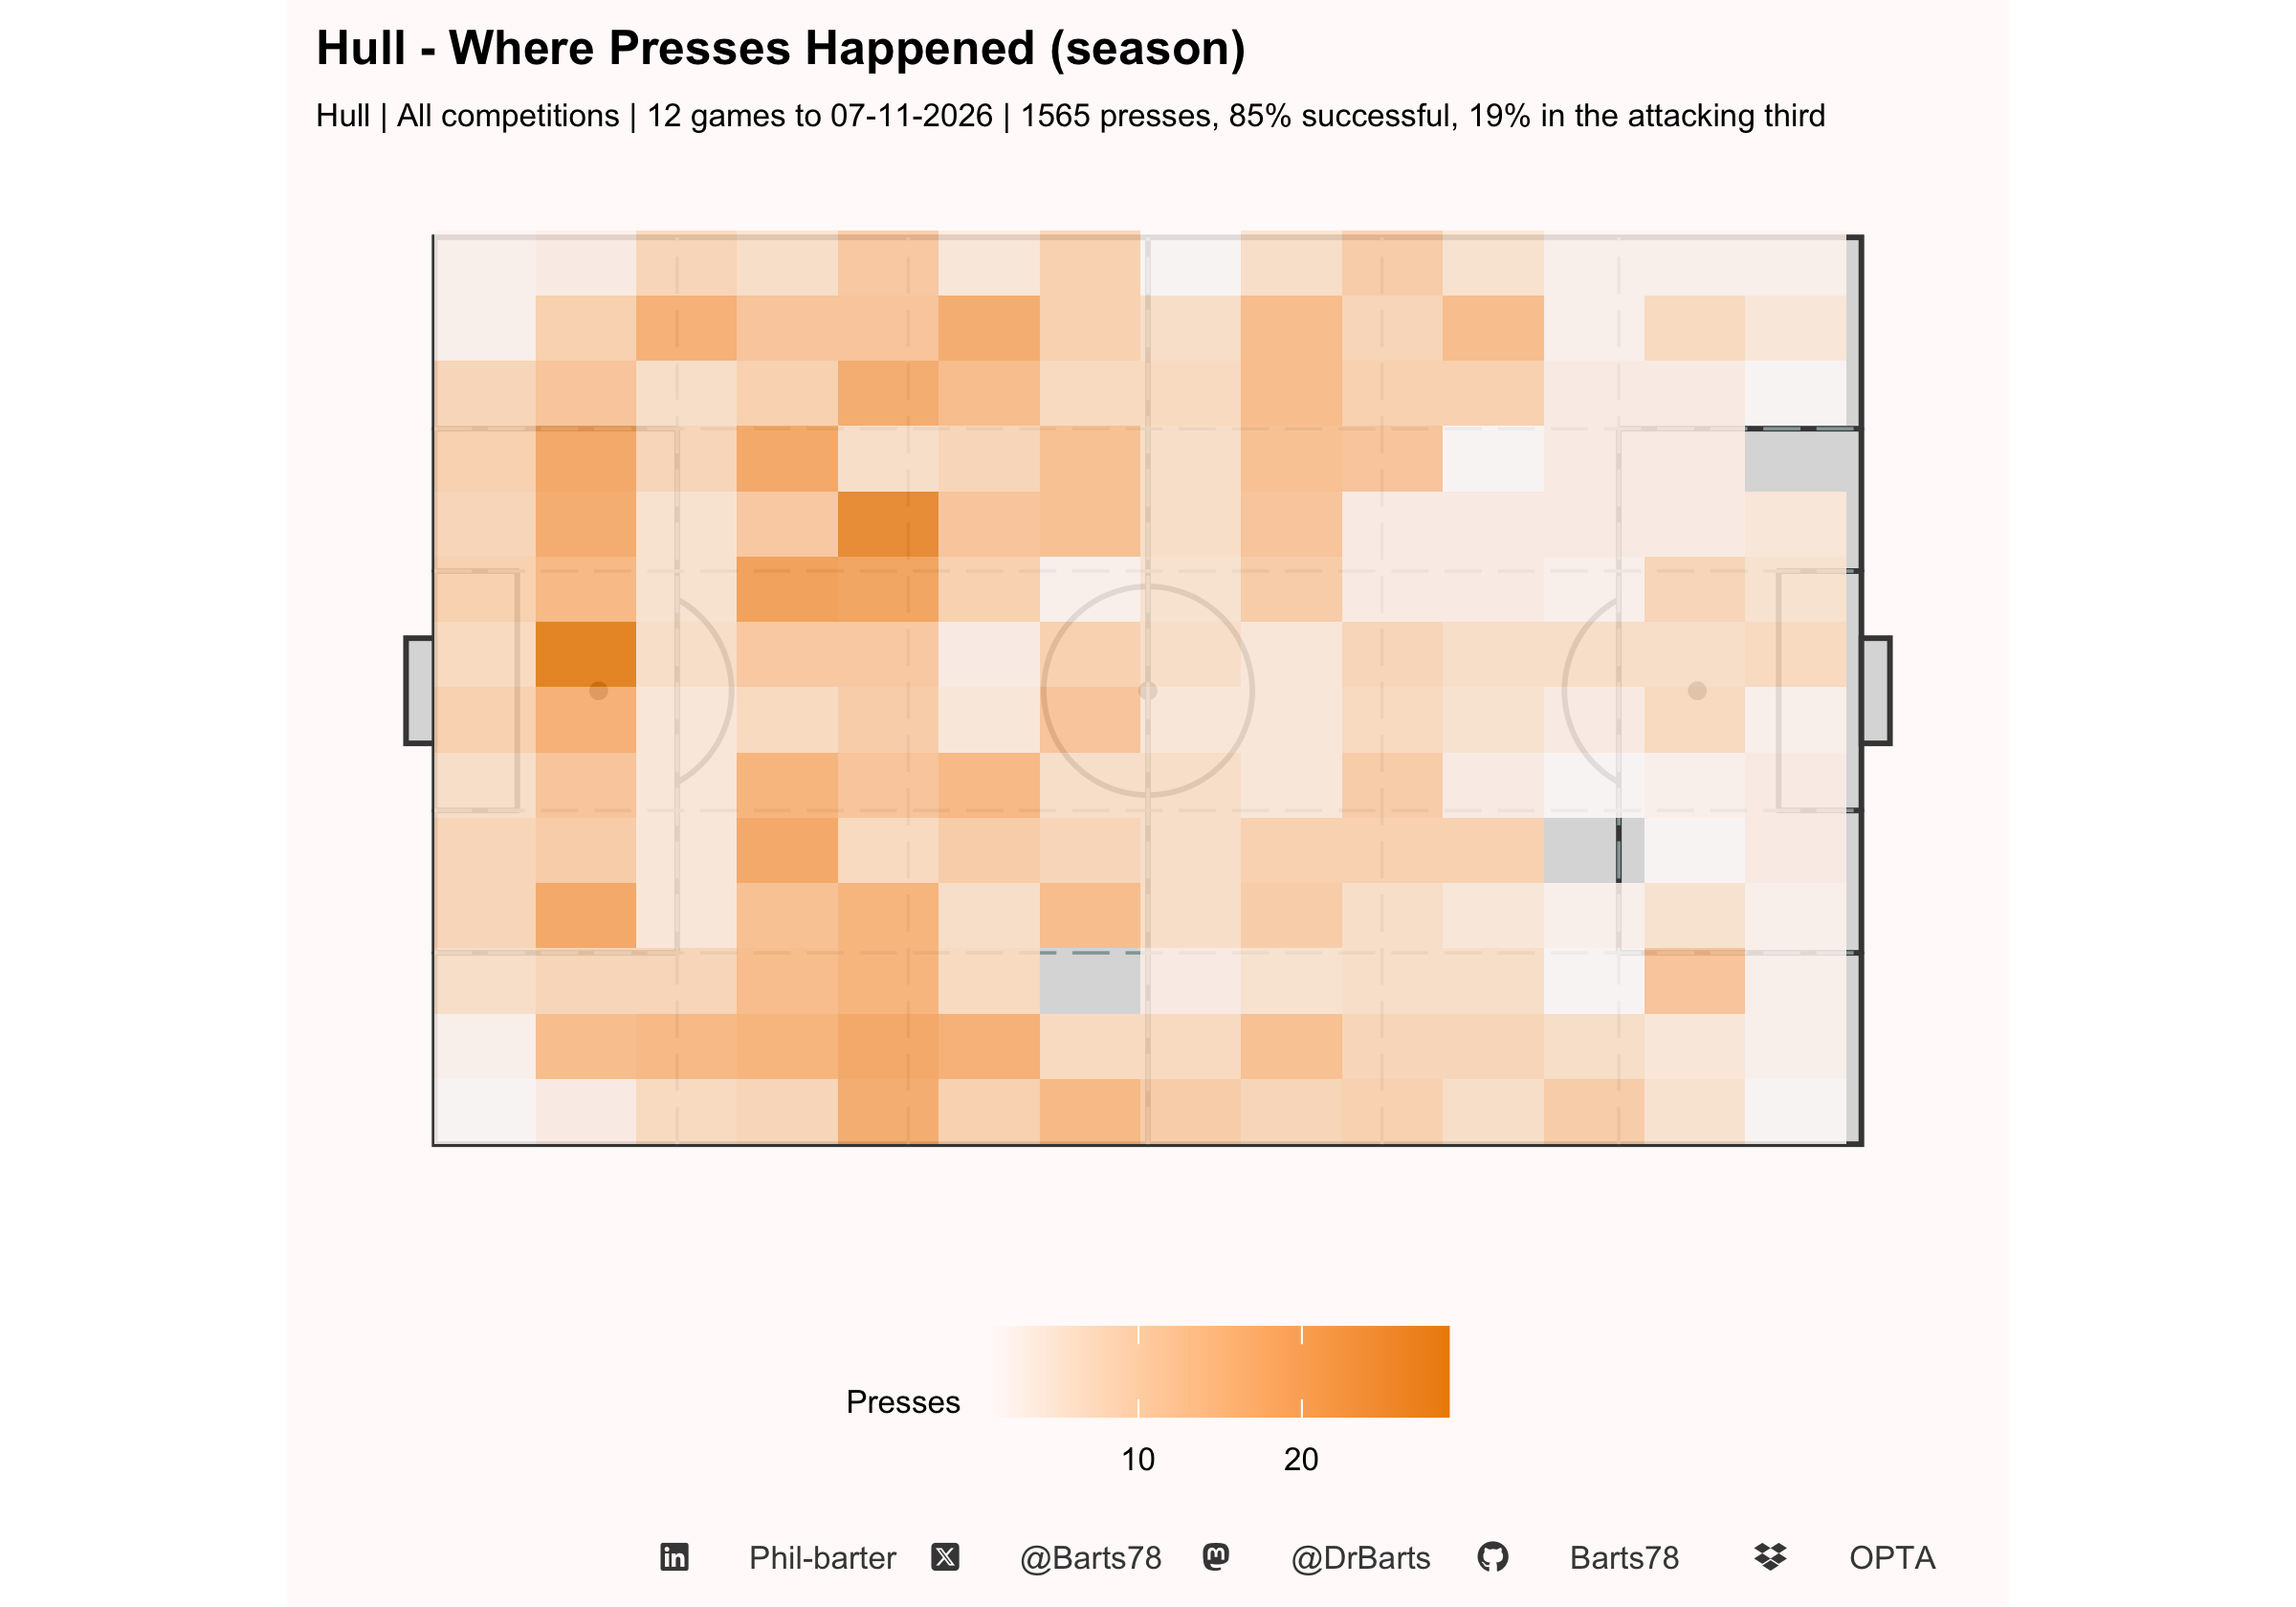 Hull - Where Presses Happened (season)
Hull | All competitions | 12 games to 07-11-2026 | 1565 presses, 85% successful, 19% in the attacking third
Presses
10 20
Phil-barter @Barts78 @DrBarts Barts78 OPTA